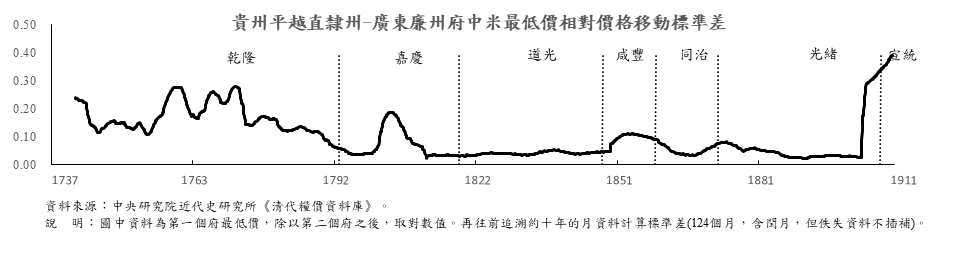 貴州平越直隸州-廣東廉州府中米最低價相對價格移動標準差
0.50
0.40
0.30
0.20
0.10
0.00
乾隆
嘉慶
道光
咸豐
同治
光緒
宣統
1737 1763 1792 1822 1851 1881 1911
資料來源：中央研究院近代史研究所《清代糧價資料庫》。
說 明：圖中資料為第一個府最低價，除以第二個府之後，取對數值。再往前追溯約十年的月資料計算標準差(124個月，含閏月，但佚失資料不插補)。